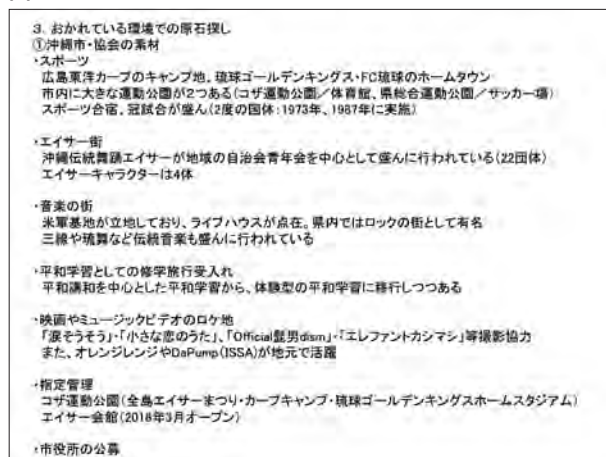 3．おかれている環境での原石探し
①沖縄市・協会の素材
・スポーツ
広島東洋カープのキャンプ地，琉球ゴールデンキングス・FC琉球のホームタウン
市内に大きな運動公園が2つある（コザ運動公園／体育館、県総合運動公園／サッカー場）
スポーツ合宿、冠試合が盛ん（2度の国体：1973年、1987年に実施）
・エイサー街
沖縄伝統舞踊エイサーが地域の自治会青年会を中心として盛んに行われている（22団体）
エイサーキャラクターは4体
・音楽の街
米軍基地が立地しており、ライブハウスが点在。県内ではロックの街として有名
三線や琉舞など伝統音楽も盛んに行われている
・平和学習としての修学旅行受入れ
平和講和を中心とした平和学習から、体験型の平和学習に移行しつつある
・映画やミュージックビデオのロケ地
「涙そうそう」・「小さな恋のうた」、「Official髭男dism」・「エレファントカシマシ」等撮影協力
また、オレンジレンジやDaPump（ISSA）が地元で活躍
・指定管理
コザ運動公園（全島エイサーまつり・カープキャンプ・琉球ゴールデンキングスホームスタジアム）
エイサー会館（2018年3月オープン）
・市役所の公募